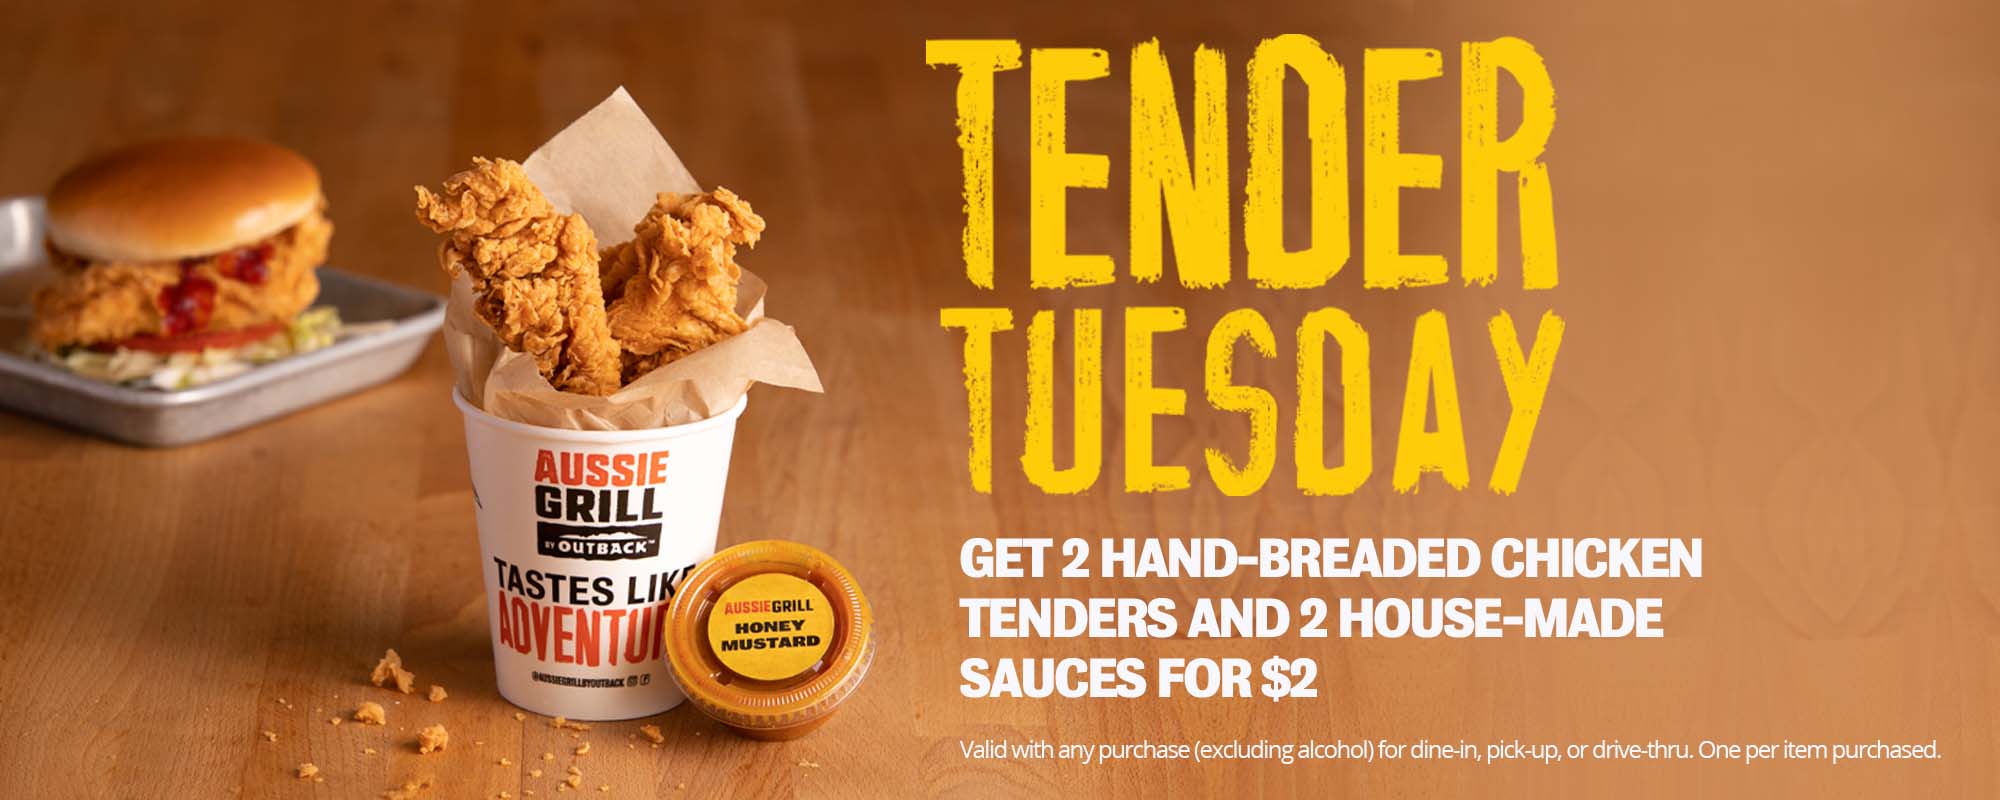 TENDER
TUESDAY
GET 2 HAND-BREADED CHICKEN
TENDERS AND 2 HOUSE-MADE
SAUCES FOR $2
Valid with any purchase (excluding alcohol) for dine-in, pick-up, or drive-thru. One per item purchased.
AUSSIE
GRILL
BY OUTBACK™
TASTES LIK
ADVENTU
@AUSSIEGRILLBYOUTBACK
AUSSIEGRILL
HONEY
MUSTARD